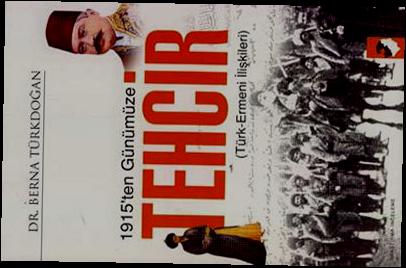 DR. BERNA TÜRKDOĞAN
1915'ten Günümüze
TEHCİR
(Türk-Ermeni İlişkileri)